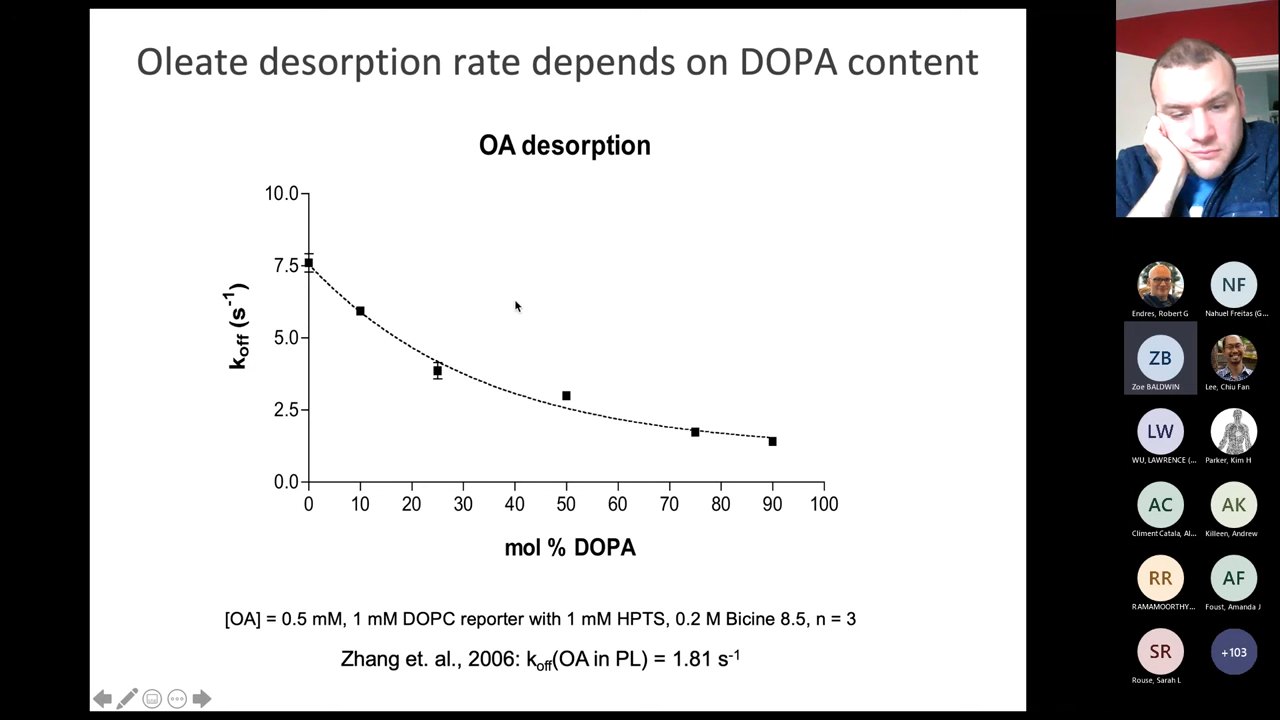 Oleate desorption rate depends on DOPA content
OA desorption
10.0
7.5
5.0
2.5
0.0
koff (s-1)
0 10 20 30 40 50 60 70 80 90 100
mol % DOPA
[OA] = 0.5 mM, 1 mM DOPC reporter with 1 mM HPTS, 0.2 M Bicine 8.5, n = 3
Zhang et. al., 2006: koff(OA in PL) = 1.81 s-1
NF
Endres, Robert G
Nahuel Freitas (G...
ZB
Zoe BALDWIN
Lee, Chiu Fan
LW
WU, LAWRENCE (...
Parker, Kim H
AC
AK
Climent Catala, Al...
Killeen, Andrew
RR
AF
RAMAMOORTHY...
Foust, Amanda J
SR
+103
Rouse, Sarah L